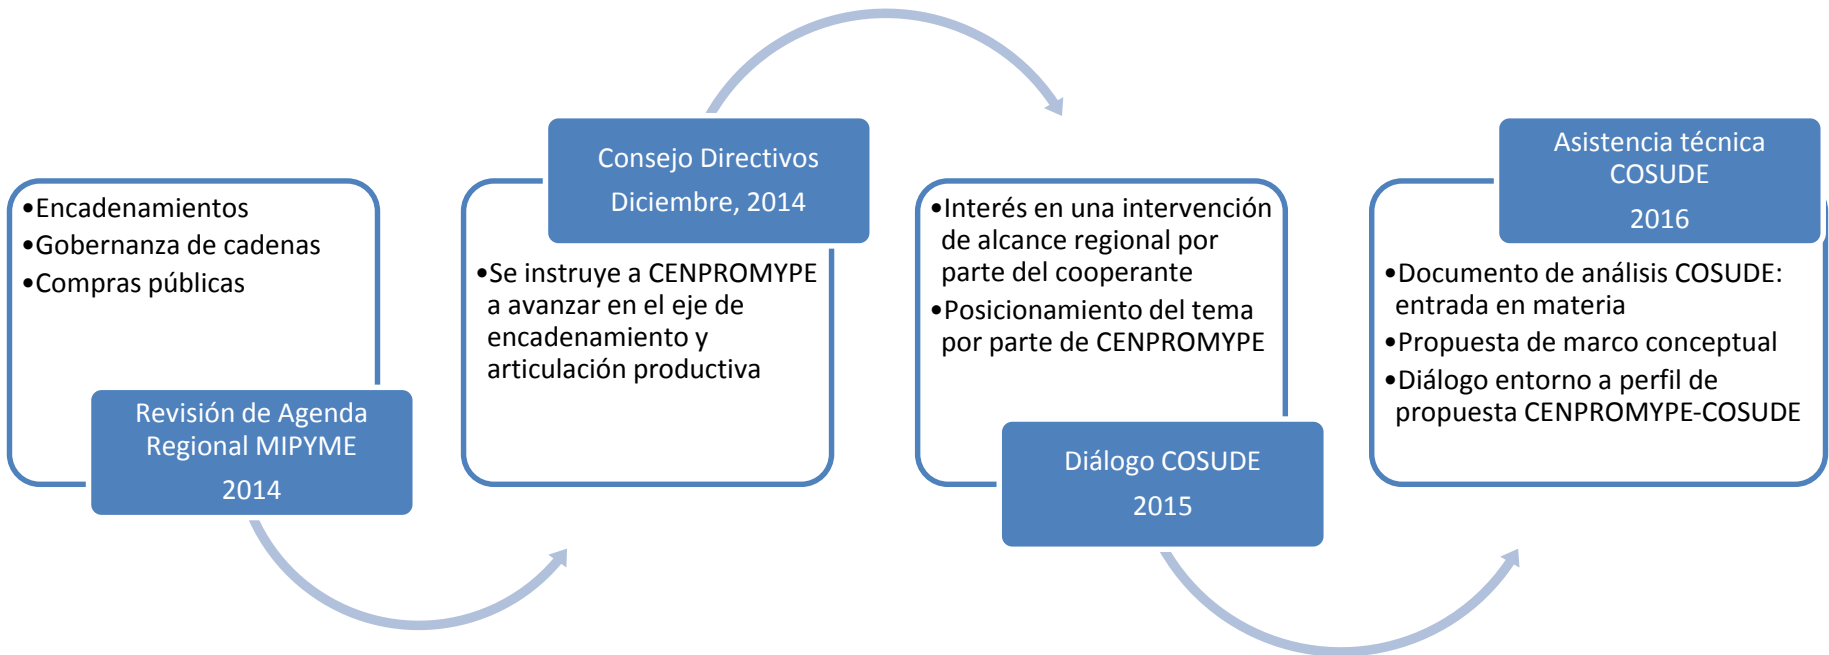 •Encadenamientos
•Gobernanza de cadenas
•Compras públicas
Revisión de Agenda
Regional MIPYME
2014
Consejo Directivos
Diciembre, 2014
•Se instruye a CENPROMYPE
a avanzar en el eje de
encadenamiento y
articulación productiva
•Interés en una intervención
de alcance regional por
parte del cooperante
•Posicionamiento del tema
por parte de CENPROMYPE
Diálogo COSUDE
2015
Asistencia técnica
COSUDE
2016
•Documento de análisis COSUDE:
entrada en materia
•Propuesta de marco conceptual
•Diálogo entorno a perfil de
propuesta CENPROMYPE-COSUDE